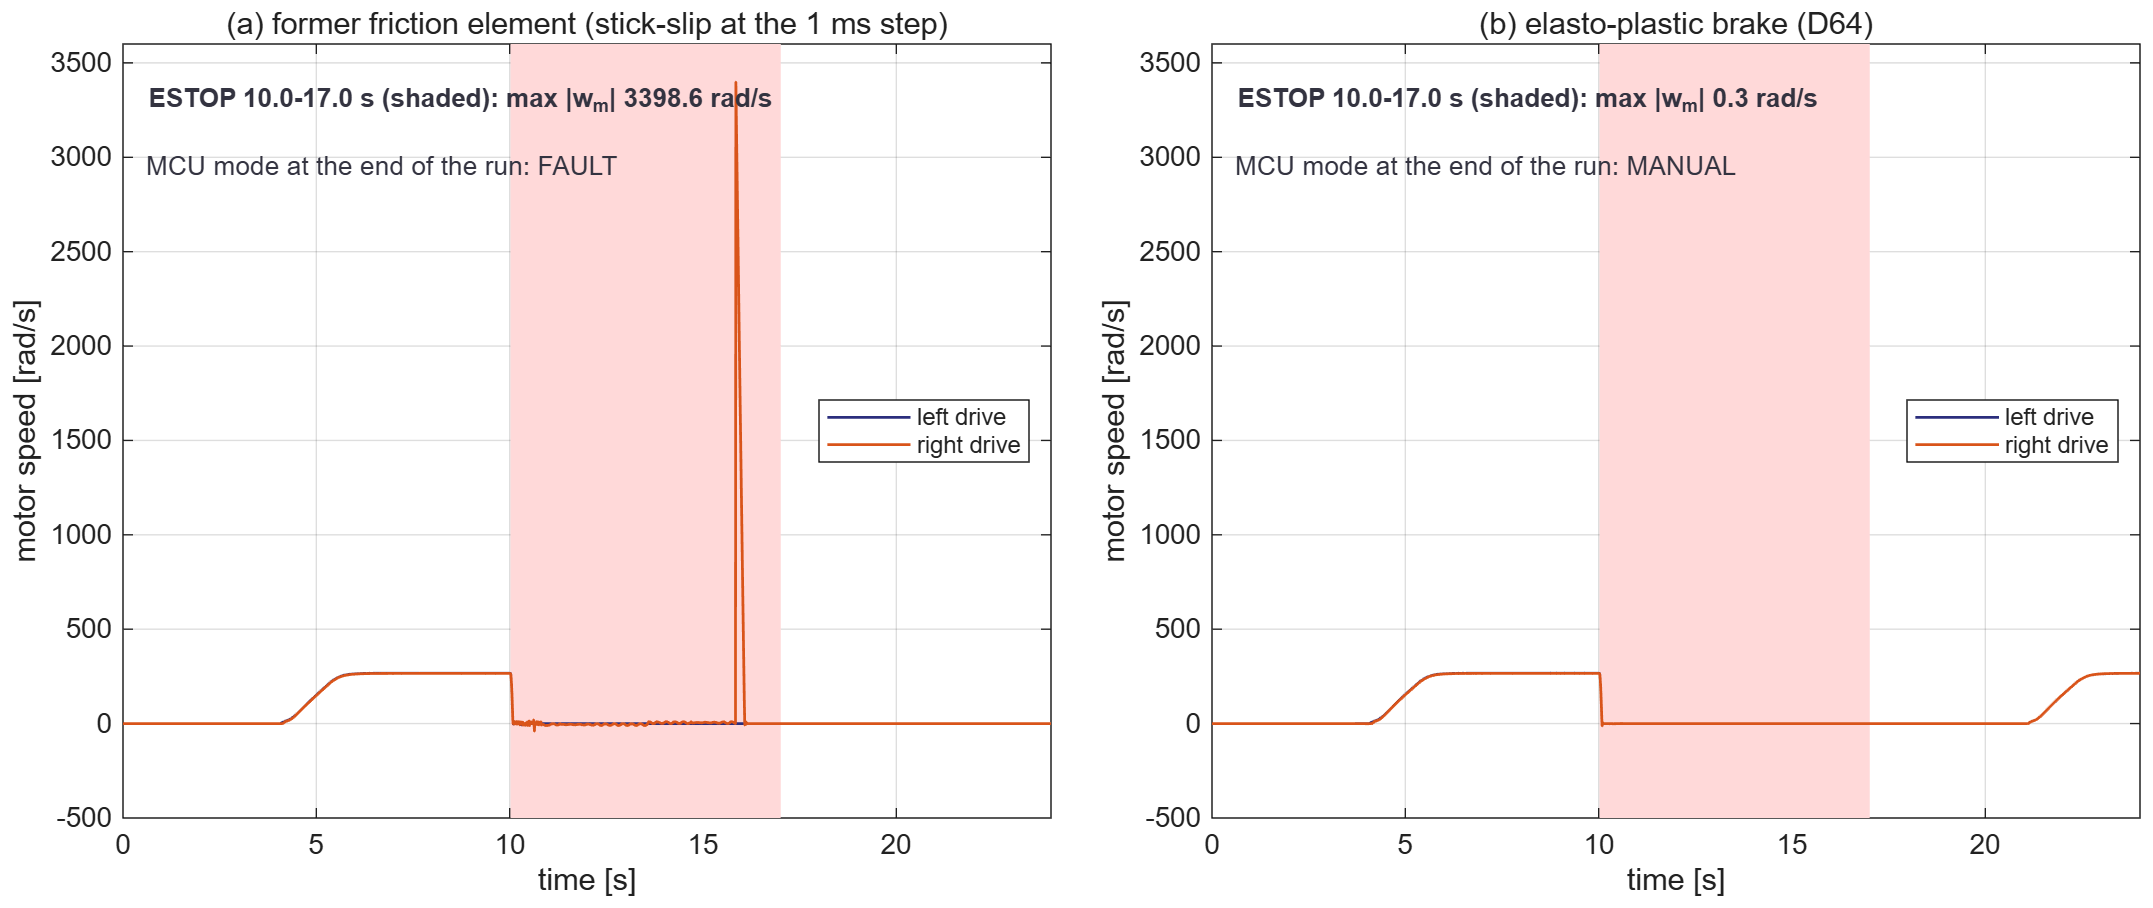 (a) former friction element (stick-slip at the 1 ms step)
3500
3000
2500
2000
1500
1000
500
0
-500
motor speed [rad/s]
ESTOP 10.0-17.0 s (shaded): max |wm| 3398.6 rad/s
MCU mode at the end of the run: FAULT
left drive
right drive
0 5 10 15 20
time [s]
(b) elasto-plastic brake (D64)
3500
3000
2500
2000
1500
1000
500
0
-500
motor speed [rad/s]
ESTOP 10.0-17.0 s (shaded): max |wm| 0.3 rad/s
MCU mode at the end of the run: MANUAL
left drive
right drive
0 5 10 15 20
time [s]